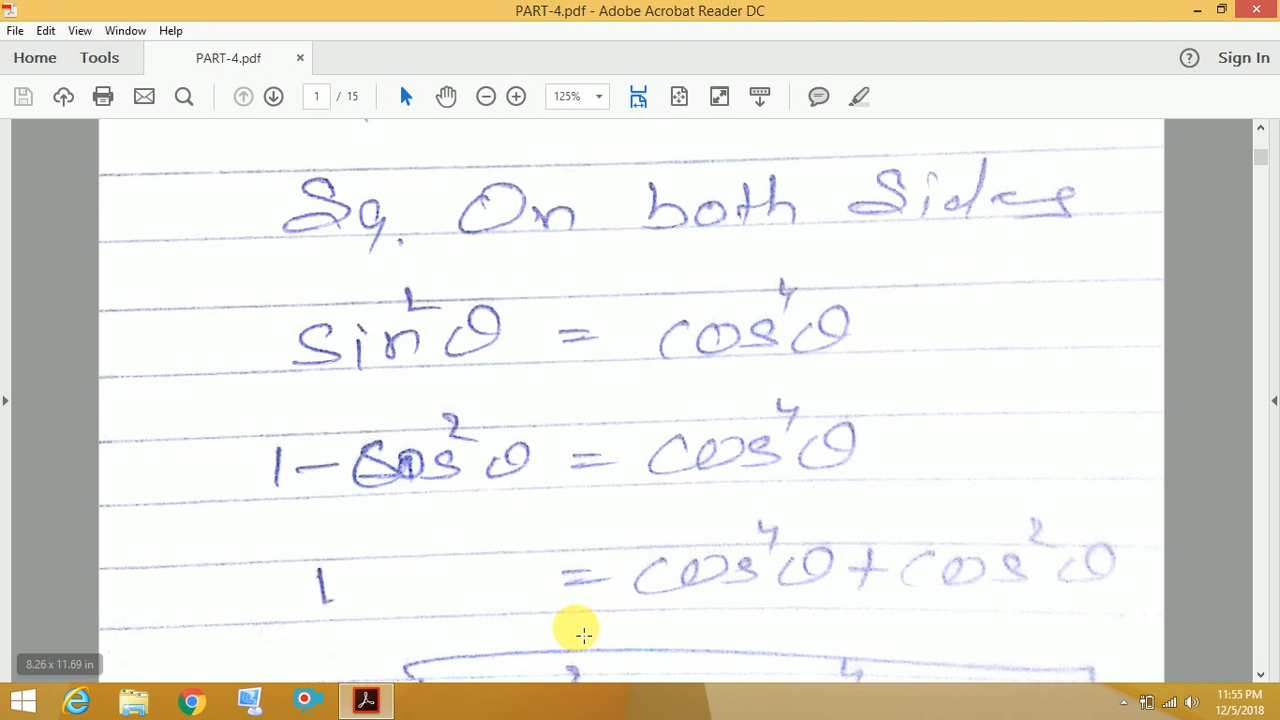 PART-4.pdf - Adobe Acrobat Reader DC
File Edit View Window Help
Home Tools PART-4.pdf × Sign In
1 / 15 125%
Sq. On both Sides
sin²θ = cos⁴θ
1 - cos²θ = cos⁴θ
1 = cos⁴θ + cos²θ
8.26 x 11.69 in
11:55 PM
12/5/2018